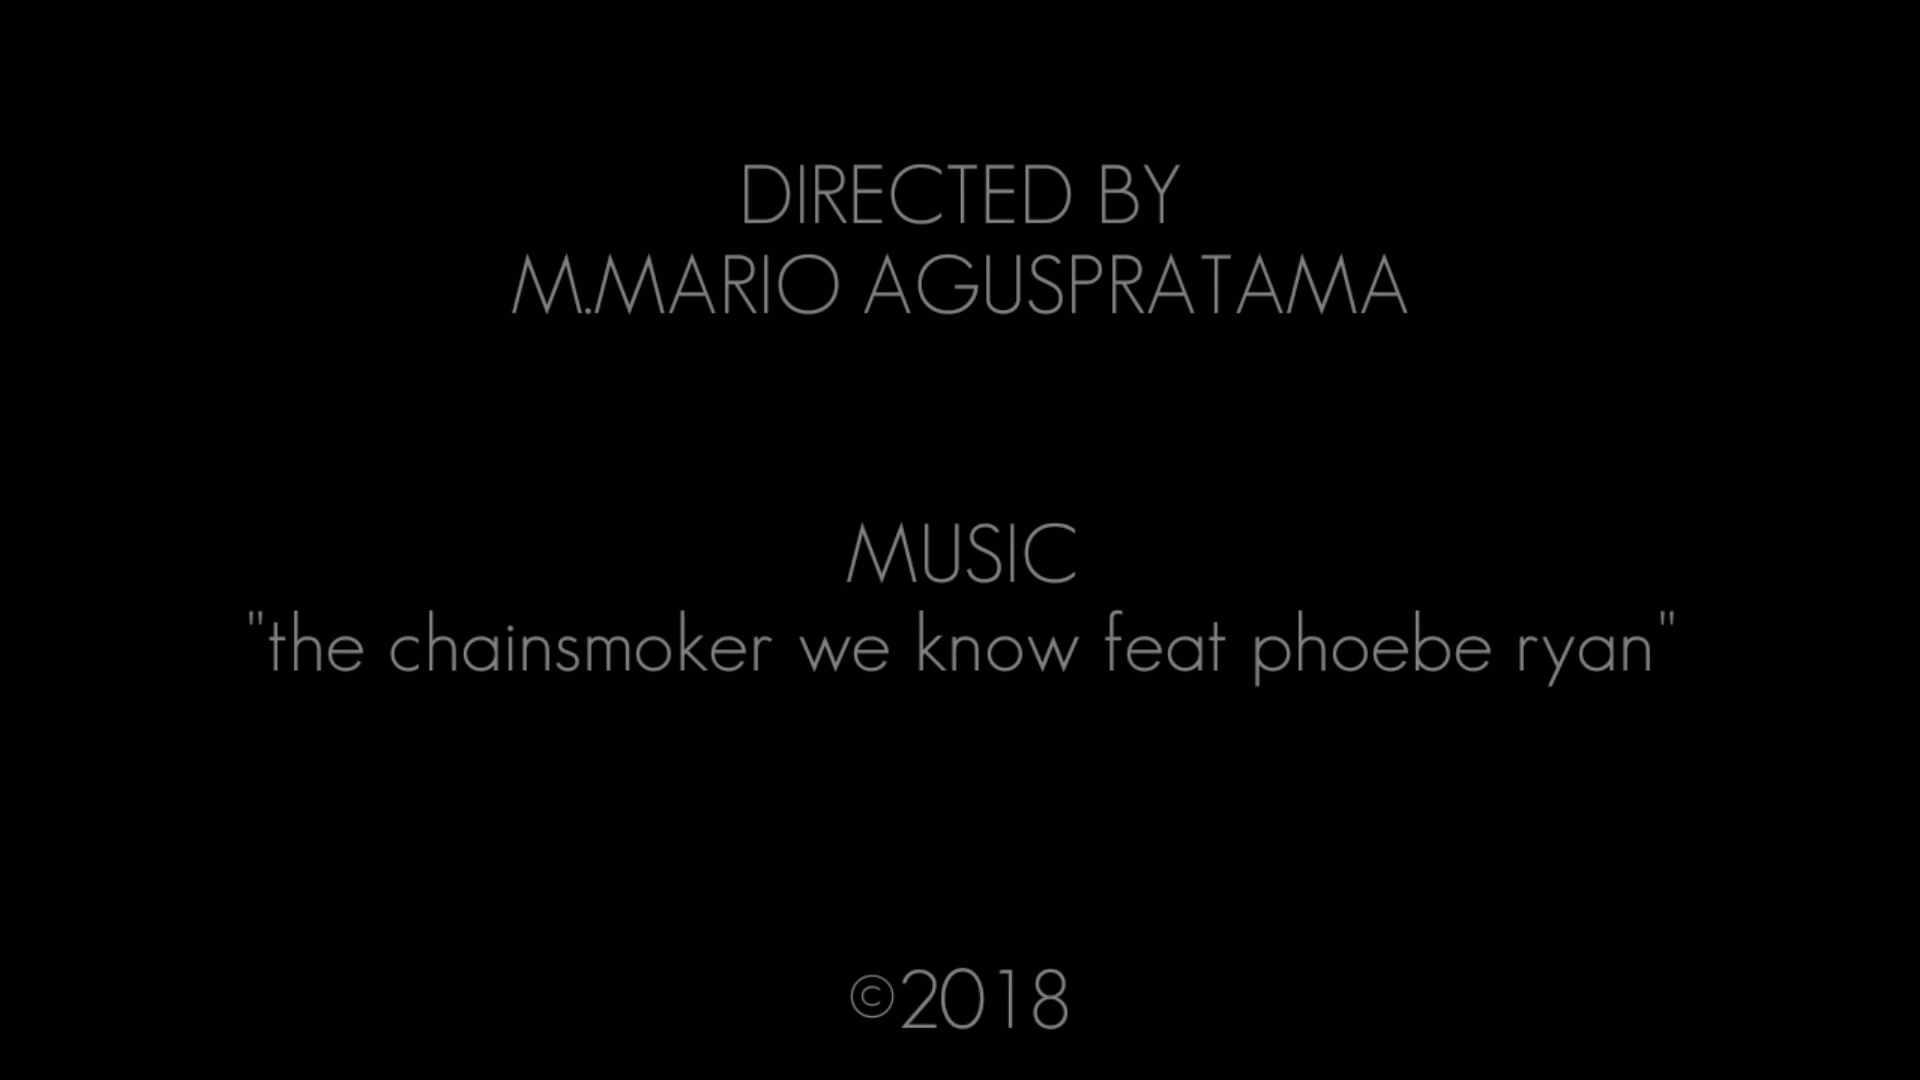 DIRECTED BY
M.MARIO AGUSPRATAMA
MUSIC
"the chainsmoker we know feat phoebe ryan"
©2018